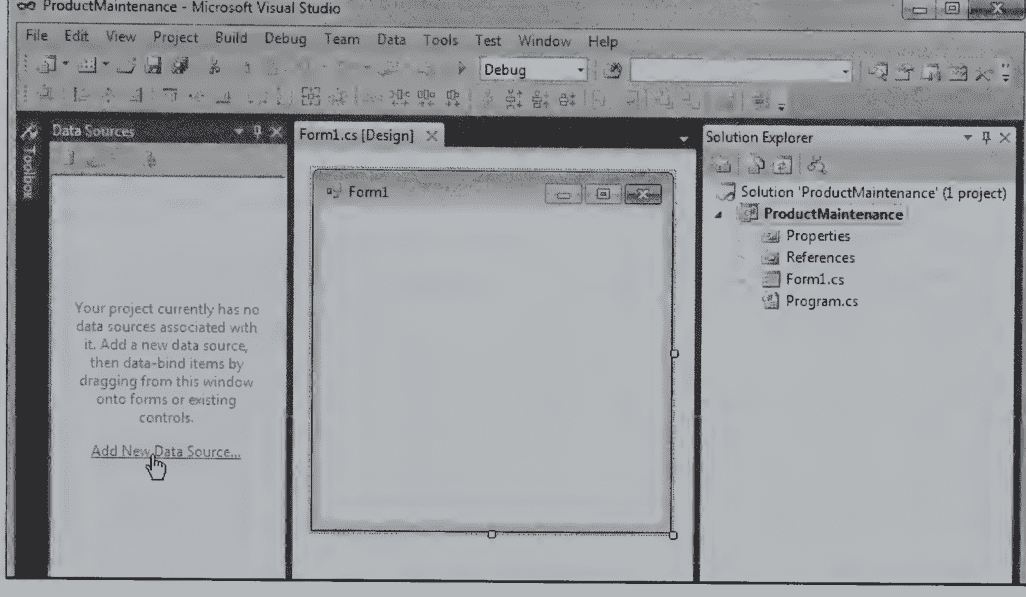 ProductMaintenance - Microsoft Visual Studio
File Edit View Project Build Debug Team Data Tools Test Window Help
Debug
Toolbox
Data Sources
Form1.cs [Design]
Form1
Your project currently has no
data sources associated with
it. Add a new data source,
then data-bind items by
dragging from this window
onto forms or existing
controls.
Add New Data Source...
Solution Explorer
Solution 'ProductMaintenance' (1 project)
ProductMaintenance
Properties
References
Form1.cs
Program.cs